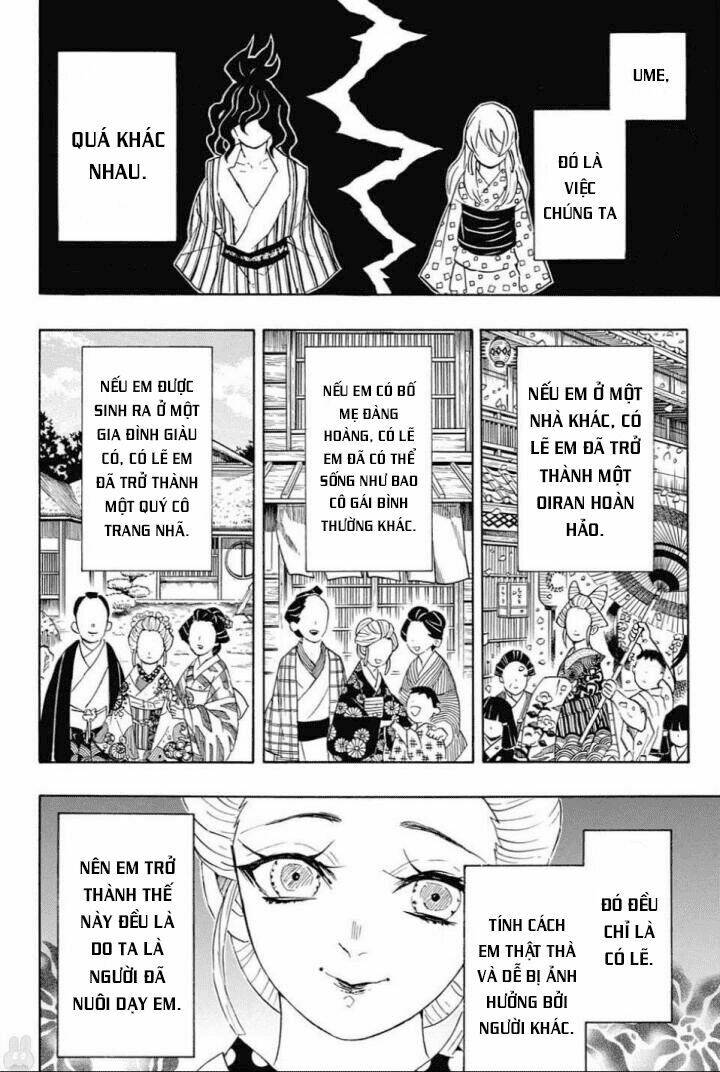 UME,
ĐÓ LÀ
VIỆC
CHÚNG TA
QUÁ KHÁC
NHAU.
NẾU EM Ở MỘT
NHÀ KHÁC, CÓ
LẼ EM ĐÃ TRỞ
THÀNH MỘT
OIRAN HOÀN
HẢO.
NẾU EM CÓ BỐ
MẸ ĐÀNG
HOÀNG, CÓ LẼ
EM ĐÃ CÓ THỂ
SỐNG NHƯ BAO
CÔ GÁI BÌNH
THƯỜNG KHÁC.
NẾU EM ĐƯỢC
SINH RA Ở MỘT
GIA ĐÌNH GIÀU
CÓ, CÓ LẼ EM
ĐÃ TRỞ THÀNH
MỘT QUÝ CÔ
TRANG NHÃ.
ĐÓ ĐỀU
CHỈ LÀ
CÓ LẼ.
TÍNH CÁCH
EM THẬT THÀ
VÀ DỄ BỊ ẢNH
HƯỞNG BỞI
NGƯỜI KHÁC.
NÊN EM TRỞ
THÀNH THẾ
NÀY ĐỀU LÀ
DO TA LÀ
NGƯỜI ĐÃ
NUÔI DẠY EM.